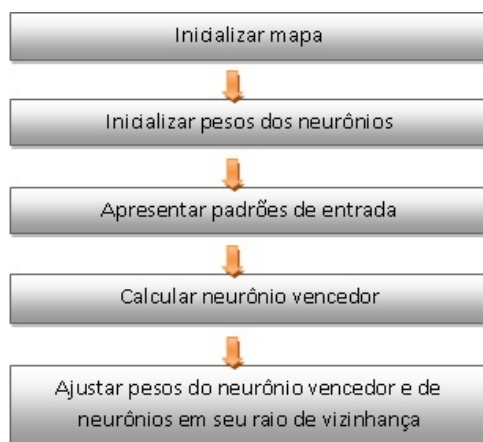 Inicializar mapa
Inicializar pesos dos neurônios
Apresentar padrões de entrada
Calcular neurônio vencedor
Ajustar pesos do neurônio vencedor e de
neurônios em seu raio de vizinhança